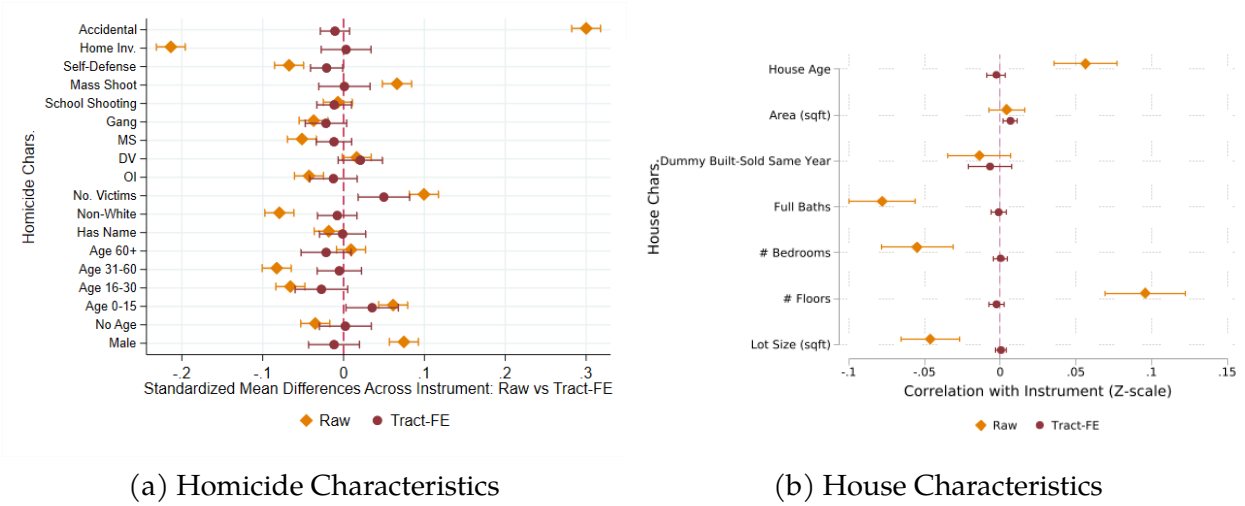 Homicide Chars.
Accidental
Home Inv.
Self-Defense
Mass Shoot
School Shooting
Gang
MS
DV
OI
No. Victims
Non-White
Has Name
Age 60+
Age 31-60
Age 16-30
Age 0-15
No Age
Male
-.2 -.1 0 .1 .2 .3
Standardized Mean Differences Across Instrument: Raw vs Tract-FE
Raw Tract-FE
(a) Homicide Characteristics
House Chars.
House Age
Area (sqft)
Dummy Built-Sold Same Year
Full Baths
# Bedrooms
# Floors
Lot Size (sqft)
-.1 -.05 0 .05 .1 .15
Correlation with Instrument (Z-scale)
Raw Tract-FE
(b) House Characteristics